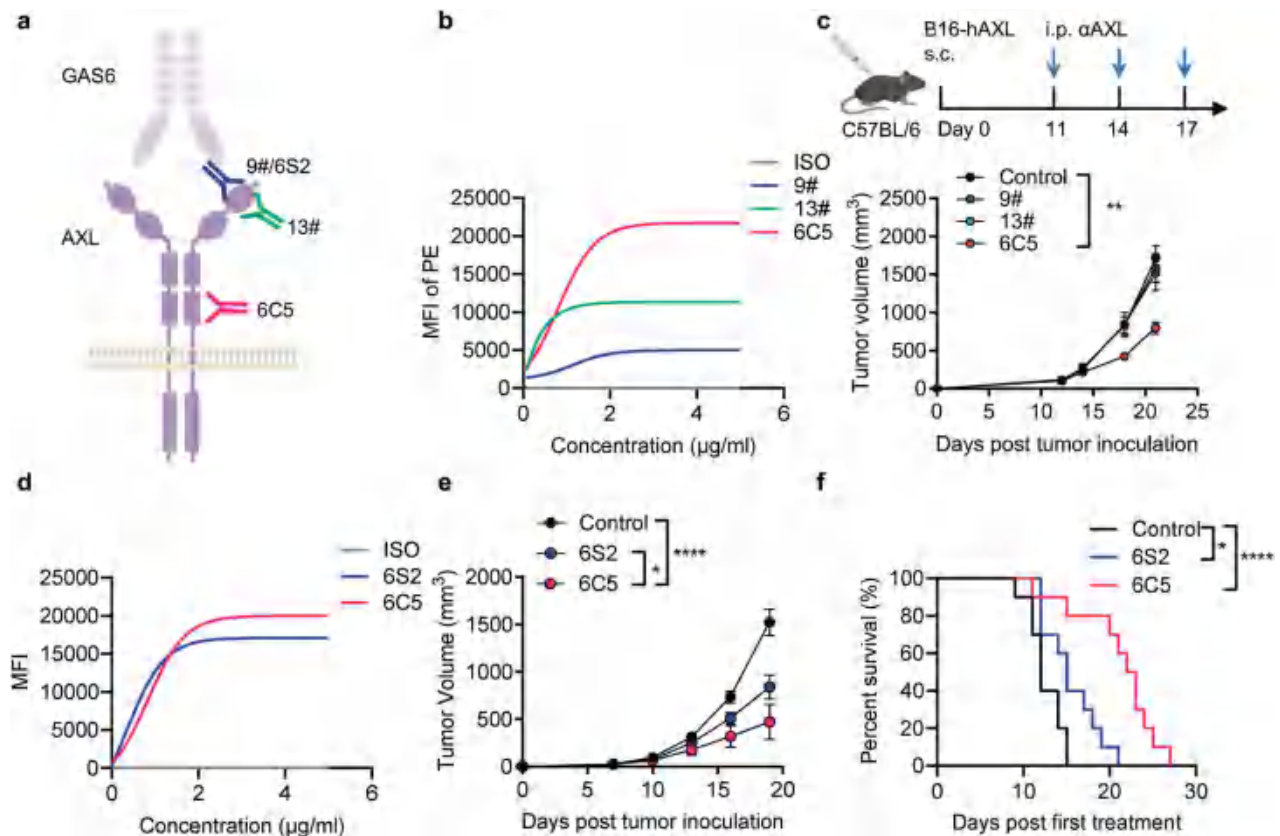 a
GAS6
9#/6S2
13#
AXL
6C5
b
ISO
9#
13#
6C5
MFI of PE
25000
20000
15000
10000
5000
0
0 2 4 6
Concentration (µg/ml)
c
B16-hAXL
s.c.
i.p. αAXL
C57BL/6
Day 0 11 14 17
Control
9#
13#
6C5
**
Tumor volume (mm³)
2500
2000
1500
1000
500
0
0 5 10 15 20 25
Days post tumor inoculation
d
ISO
6S2
6C5
MFI
25000
20000
15000
10000
5000
0
0 2 4 6
Concentration (µg/ml)
e
Control
6S2
6C5
*
****
Tumor Volume (mm³)
2000
1500
1000
500
0
0 5 10 15 20
Days post tumor inoculation
f
Control
6S2
6C5
*
****
Percent survival (%)
100
80
60
40
20
0
0 10 20 30
Days post first treatment